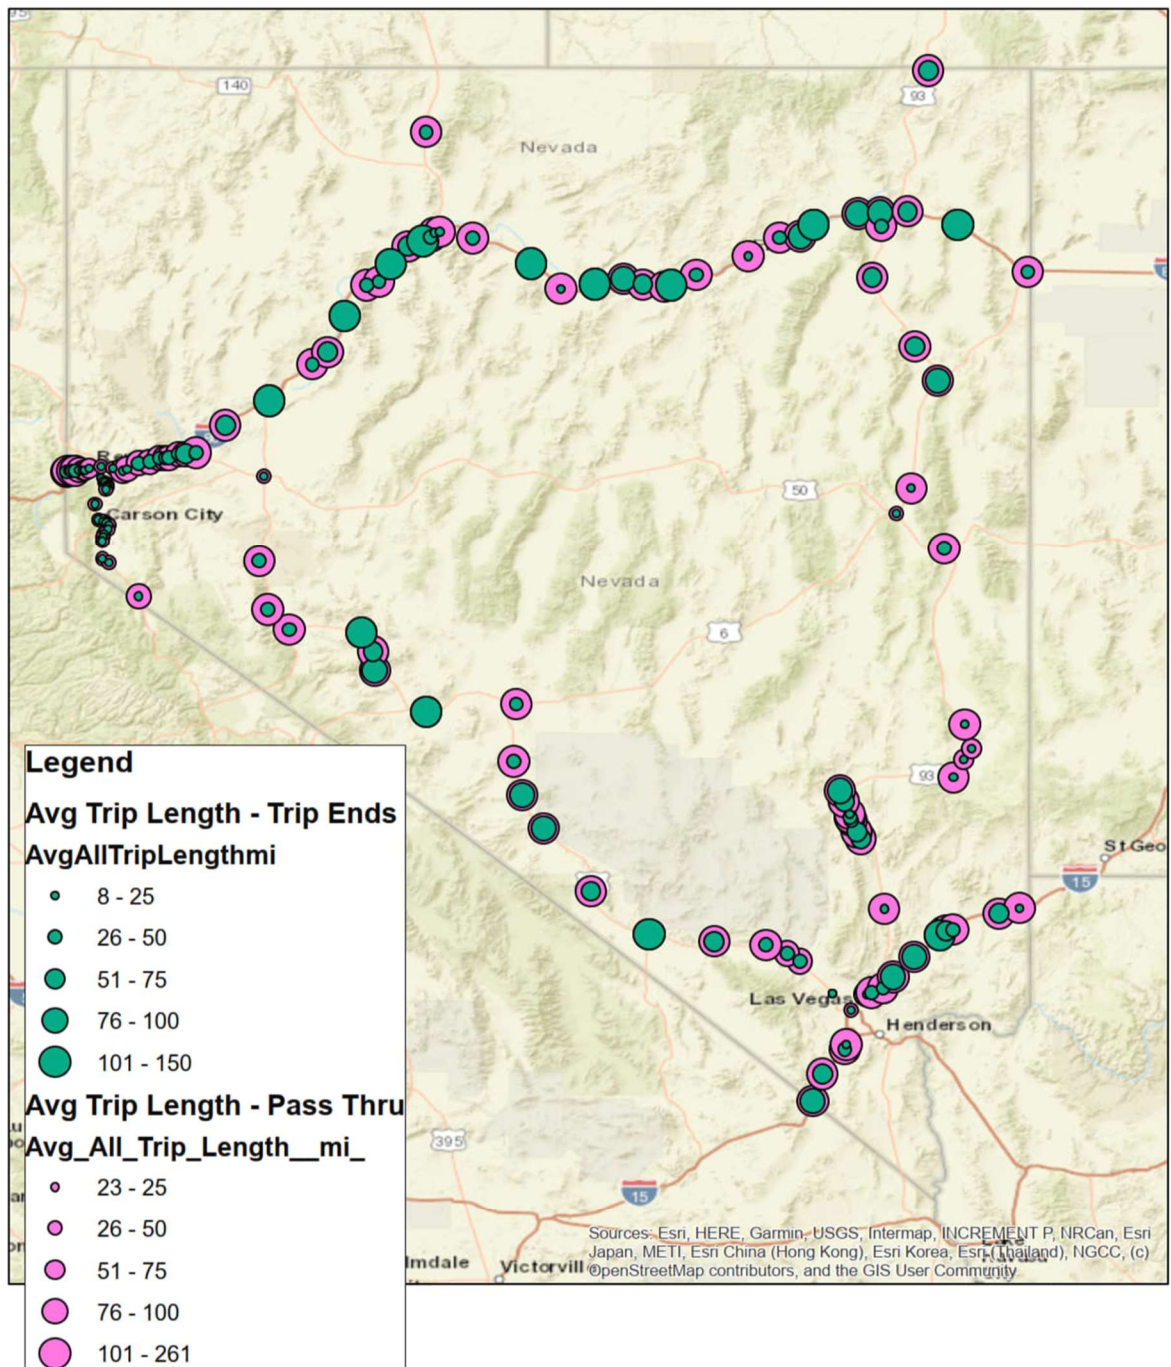 95
140
93
Nevada
Re
Carson City
50
Nevada
6
93
St Geo
15
Las Vegas
Henderson
395
15
lmdale
Victorvill
Legend
Avg Trip Length - Trip Ends
AvgAllTripLengthmi
8 - 25
26 - 50
51 - 75
76 - 100
101 - 150
Avg Trip Length - Pass Thru
Avg_All_Trip_Length__mi_
23 - 25
26 - 50
51 - 75
76 - 100
101 - 261
Sources: Esri, HERE, Garmin, USGS, Intermap, INCREMENT P, NRCan, Esri
Japan, METI, Esri China (Hong Kong), Esri Korea, Esri (Thailand), NGCC, (c)
OpenStreetMap contributors, and the GIS User Community